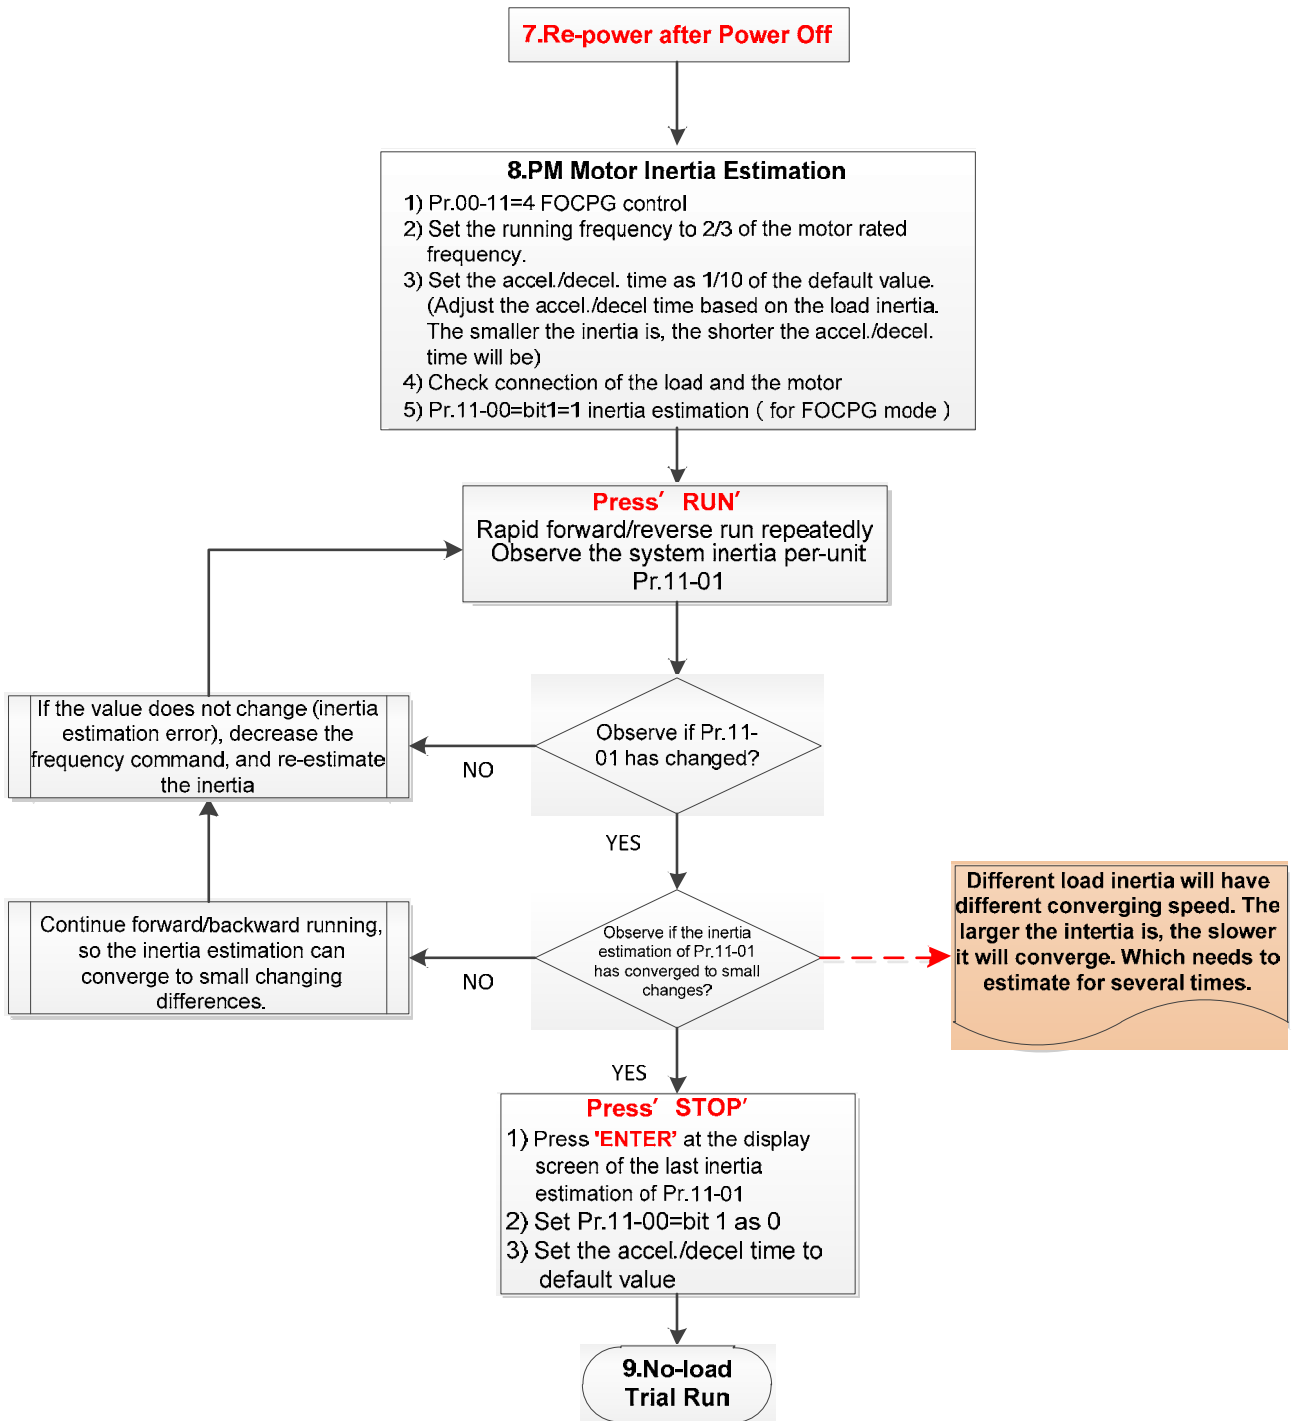 7.Re-power after Power Off
8.PM Motor Inertia Estimation
1) Pr.00-11=4 FOCPG control
2) Set the running frequency to 2/3 of the motor rated
frequency.
3) Set the accel./decel. time as 1/10 of the default value.
(Adjust the accel./decel time based on the load inertia.
The smaller the inertia is, the shorter the accel./decel.
time will be)
4) Check connection of the load and the motor
5) Pr.11-00=bit1=1 inertia estimation ( for FOCPG mode )
Press′ RUN′
Rapid forward/reverse run repeatedly
Observe the system inertia per-unit
Pr.11-01
Observe if Pr.11-
01 has changed?
NO
If the value does not change (inertia
estimation error), decrease the
frequency command, and re-estimate
the inertia
YES
Observe if the inertia
estimation of Pr.11-01
has converged to small
changes?
NO
Continue forward/backward running,
so the inertia estimation can
converge to small changing
differences.
Different load inertia will have
different converging speed. The
larger the intertia is, the slower
it will converge. Which needs to
estimate for several times.
YES
Press′ STOP′
1) Press 'ENTER' at the display
screen of the last inertia
estimation of Pr.11-01
2) Set Pr.11-00=bit 1 as 0
3) Set the accel./decel time to
default value
9.No-load
Trial Run